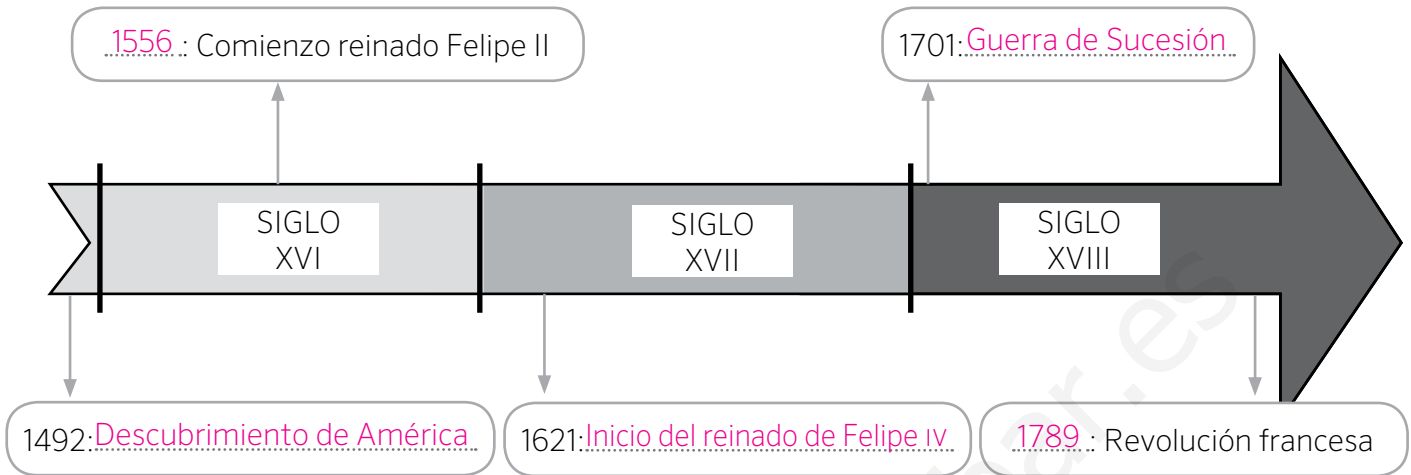 1556 : Comienzo reinado Felipe II
1701: Guerra de Sucesión
SIGLO
XVI
SIGLO
XVII
SIGLO
XVIII
1492: Descubrimiento de América
1621: Inicio del reinado de Felipe IV
1789 : Revolución francesa